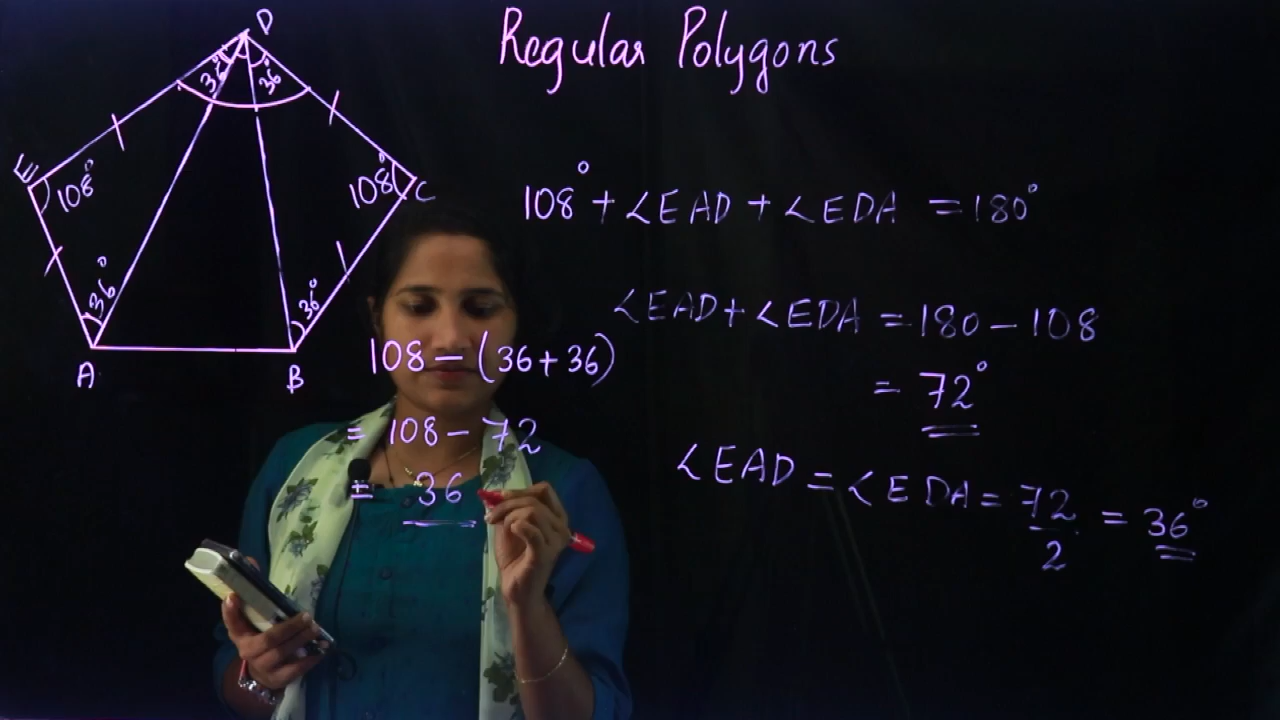 Regular Polygons
D
36°
36°
E
108°
108°
C
36°
36°
A
B
108° + ∠EAD + ∠EDA = 180°
∠EAD + ∠EDA = 180 - 108
= 72°
∠EAD = ∠EDA = 72/2 = 36°
108 - (36 + 36)
= 108 - 72
= 36